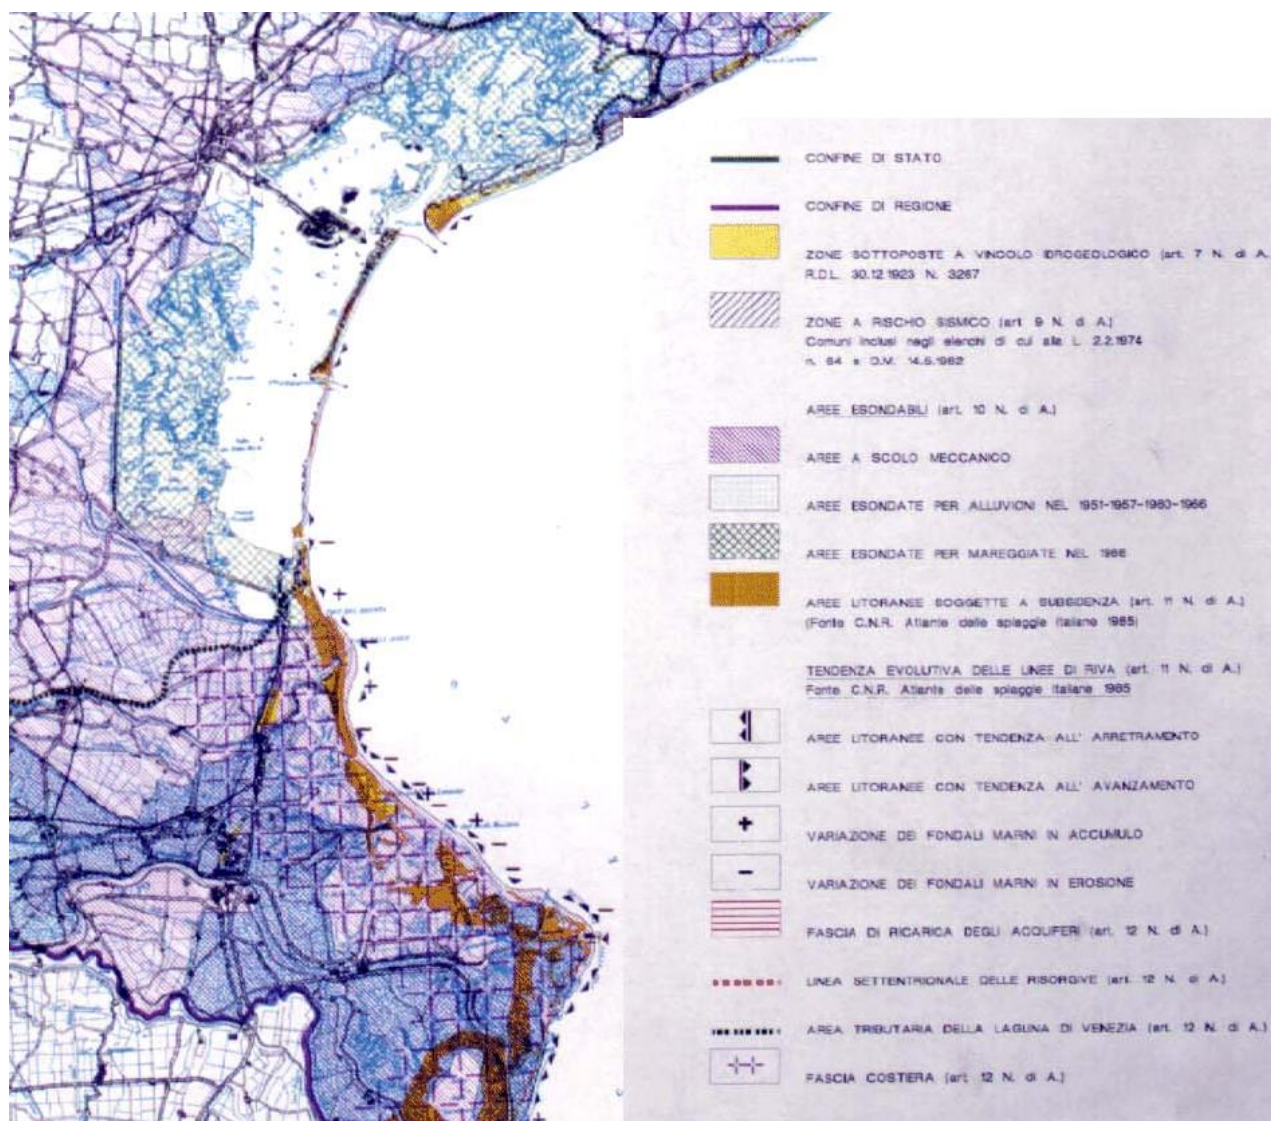 CONFINE DI STATO
CONFINE DI REGIONE
ZONE SOTTOPOSTE A VINCOLO IDROGEOLOGICO (art. 7 N. di A.
R.D.L. 30.12.1923 N. 3267
ZONE A RISCHIO SISMICO (art. 9 N. di A.)
Comuni inclusi negli elenchi di cui alla L. 2.2.1974
n. 64 e D.M. 14.5.1982
AREE ESONDABILI (art. 10 N. di A.)
AREE A SCOLO MECCANICO
AREE ESONDATE PER ALLUVIONI NEL 1951-1957-1960-1966
AREE ESONDATE PER MAREGGIATE NEL 1966
AREE LITORANEE SOGGETTE A SUBSIDENZA (art. 11 N. di A.)
(Fonte C.N.R. Atlante delle spiaggie Italiane 1985)
TENDENZA EVOLUTIVA DELLE LINEE DI RIVA (art. 11 N. di A.)
Fonte C.N.R. Atlante delle spiaggie Italiane 1985
AREE LITORANEE CON TENDENZA ALL' ARRETRAMENTO
AREE LITORANEE CON TENDENZA ALL' AVANZAMENTO
VARIAZIONE DEI FONDALI MARINI IN ACCUMULO
VARIAZIONE DEI FONDALI MARINI IN EROSIONE
FASCIA DI RICARICA DEGLI ACQUIFERI (art. 12 N. di A.)
LINEA SETTENTRIONALE DELLE RISORGIVE (art. 12 N. di A.)
AREA TRIBUTARIA DELLA LAGUNA DI VENEZIA (art. 12 N. di A.)
FASCIA COSTIERA (art. 12 N. di A.)